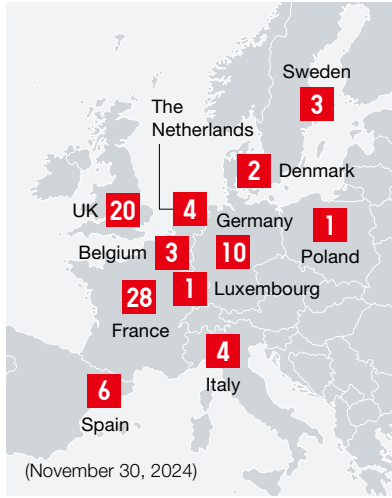 Sweden
3
The
Netherlands
2
Denmark
UK 20
4
Germany
1
Belgium 3
10
Poland
28
1
Luxembourg
France
4
Italy
6
Spain
(November 30, 2024)